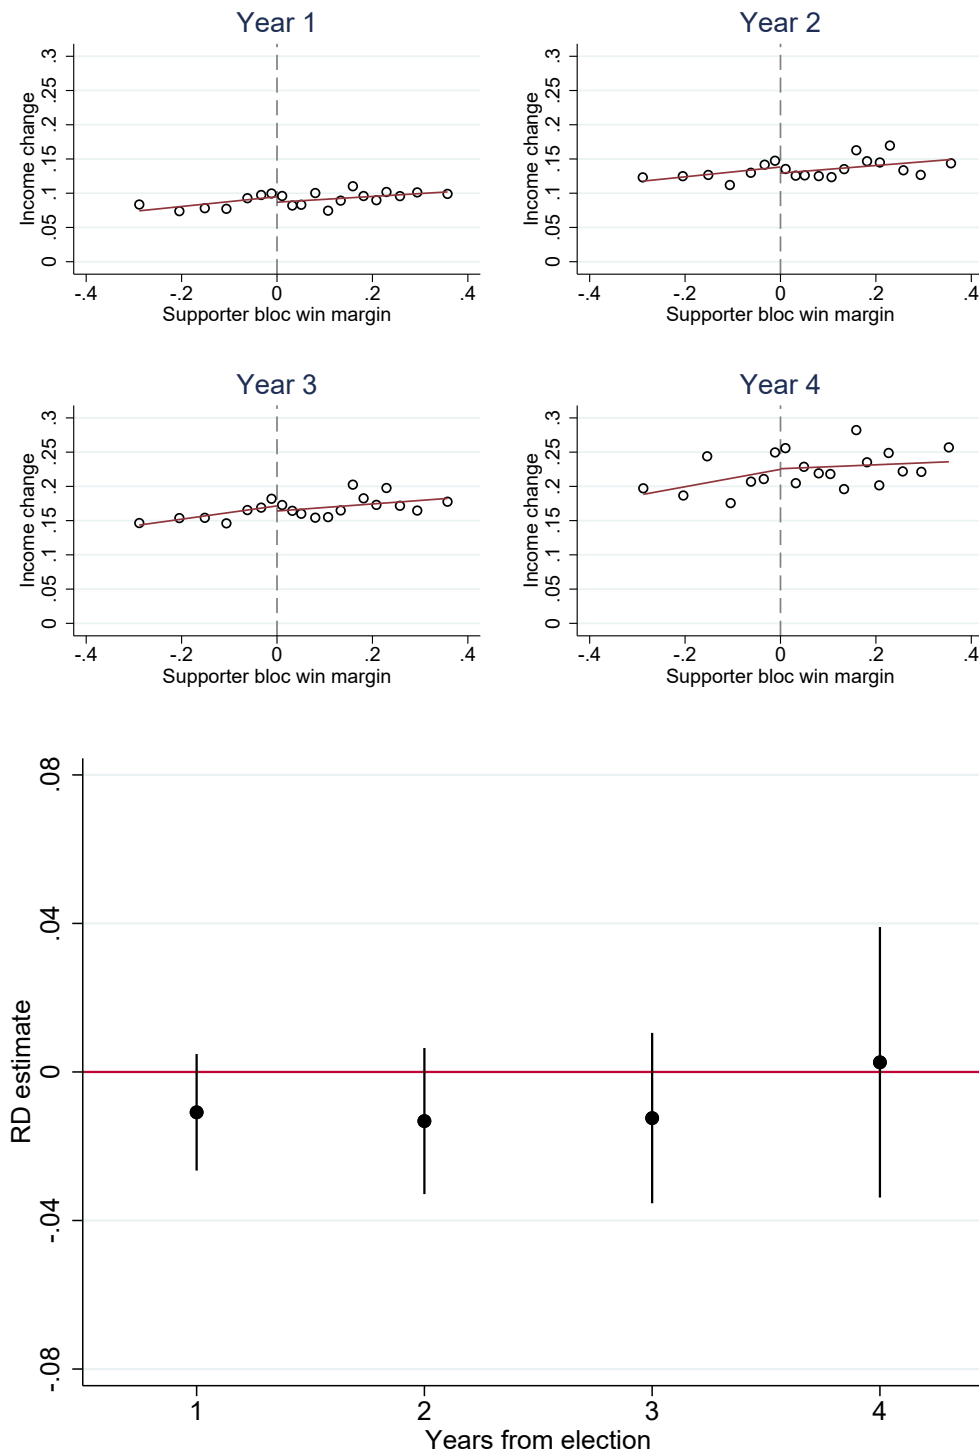 Year 1
Year 2
.3
.25
.2
.15
.1
.05
0
Income change
-.4 -.2 0 .2 .4
Supporter bloc win margin
.3
.25
.2
.15
.1
.05
0
Income change
-.4 -.2 0 .2 .4
Supporter bloc win margin
Year 3
Year 4
.3
.25
.2
.15
.1
.05
0
Income change
-.4 -.2 0 .2 .4
Supporter bloc win margin
.3
.25
.2
.15
.1
.05
0
Income change
-.4 -.2 0 .2 .4
Supporter bloc win margin
.08
.04
0
-.04
-.08
RD estimate
1 2 3 4
Years from election